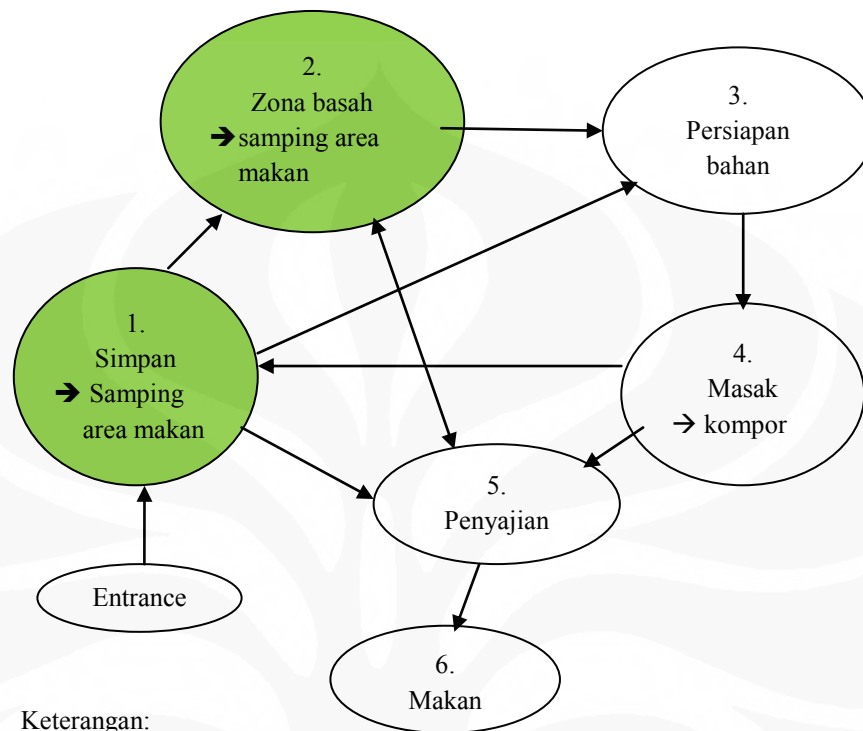 2.
Zona basah
➔ samping area
makan
3.
Persiapan
bahan
1.
Simpan
➔ Samping
area makan
4.
Masak
→ kompor
5.
Penyajian
Entrance
6.
Makan
Keterangan: